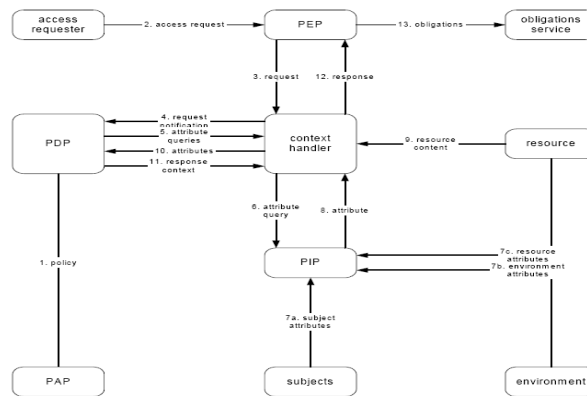 access
requester
2. access request
PEP
13. obligations
obligations
service
3. request
12. response
4. request
notification
5. attribute
queries
10. attributes
11. response
context
PDP
context
handler
9. resource
content
resource
6. attribute
query
8. attribute
1. policy
PIP
7c. resource
attributes
7b. environment
attributes
7a. subject
attributes
PAP
subjects
environment